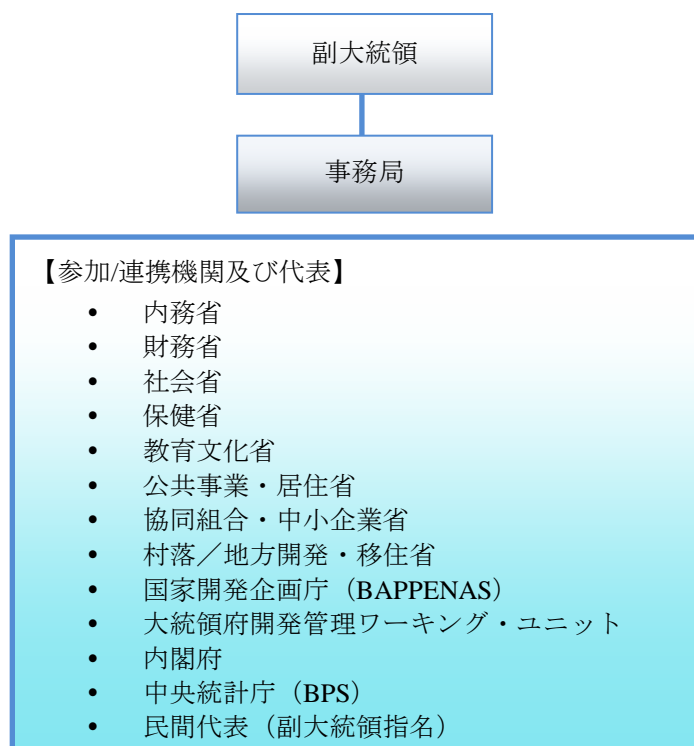 副大統領
事務局
【参加/連携機関及び代表】
• 内務省
• 財務省
• 社会省
• 保健省
• 教育文化省
• 公共事業・居住省
• 協同組合・中小企業省
• 村落／地方開発・移住省
• 国家開発企画庁（BAPPENAS）
• 大統領府開発管理ワーキング・ユニット
• 内閣府
• 中央統計庁（BPS）
• 民間代表（副大統領指名）